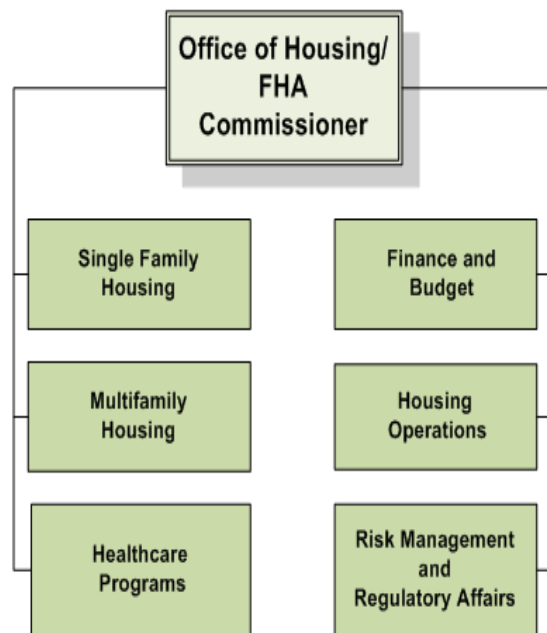 Office of Housing/
FHA
Commissioner
Single Family
Housing
Finance and
Budget
Multifamily
Housing
Housing
Operations
Healthcare
Programs
Risk Management
and
Regulatory Affairs